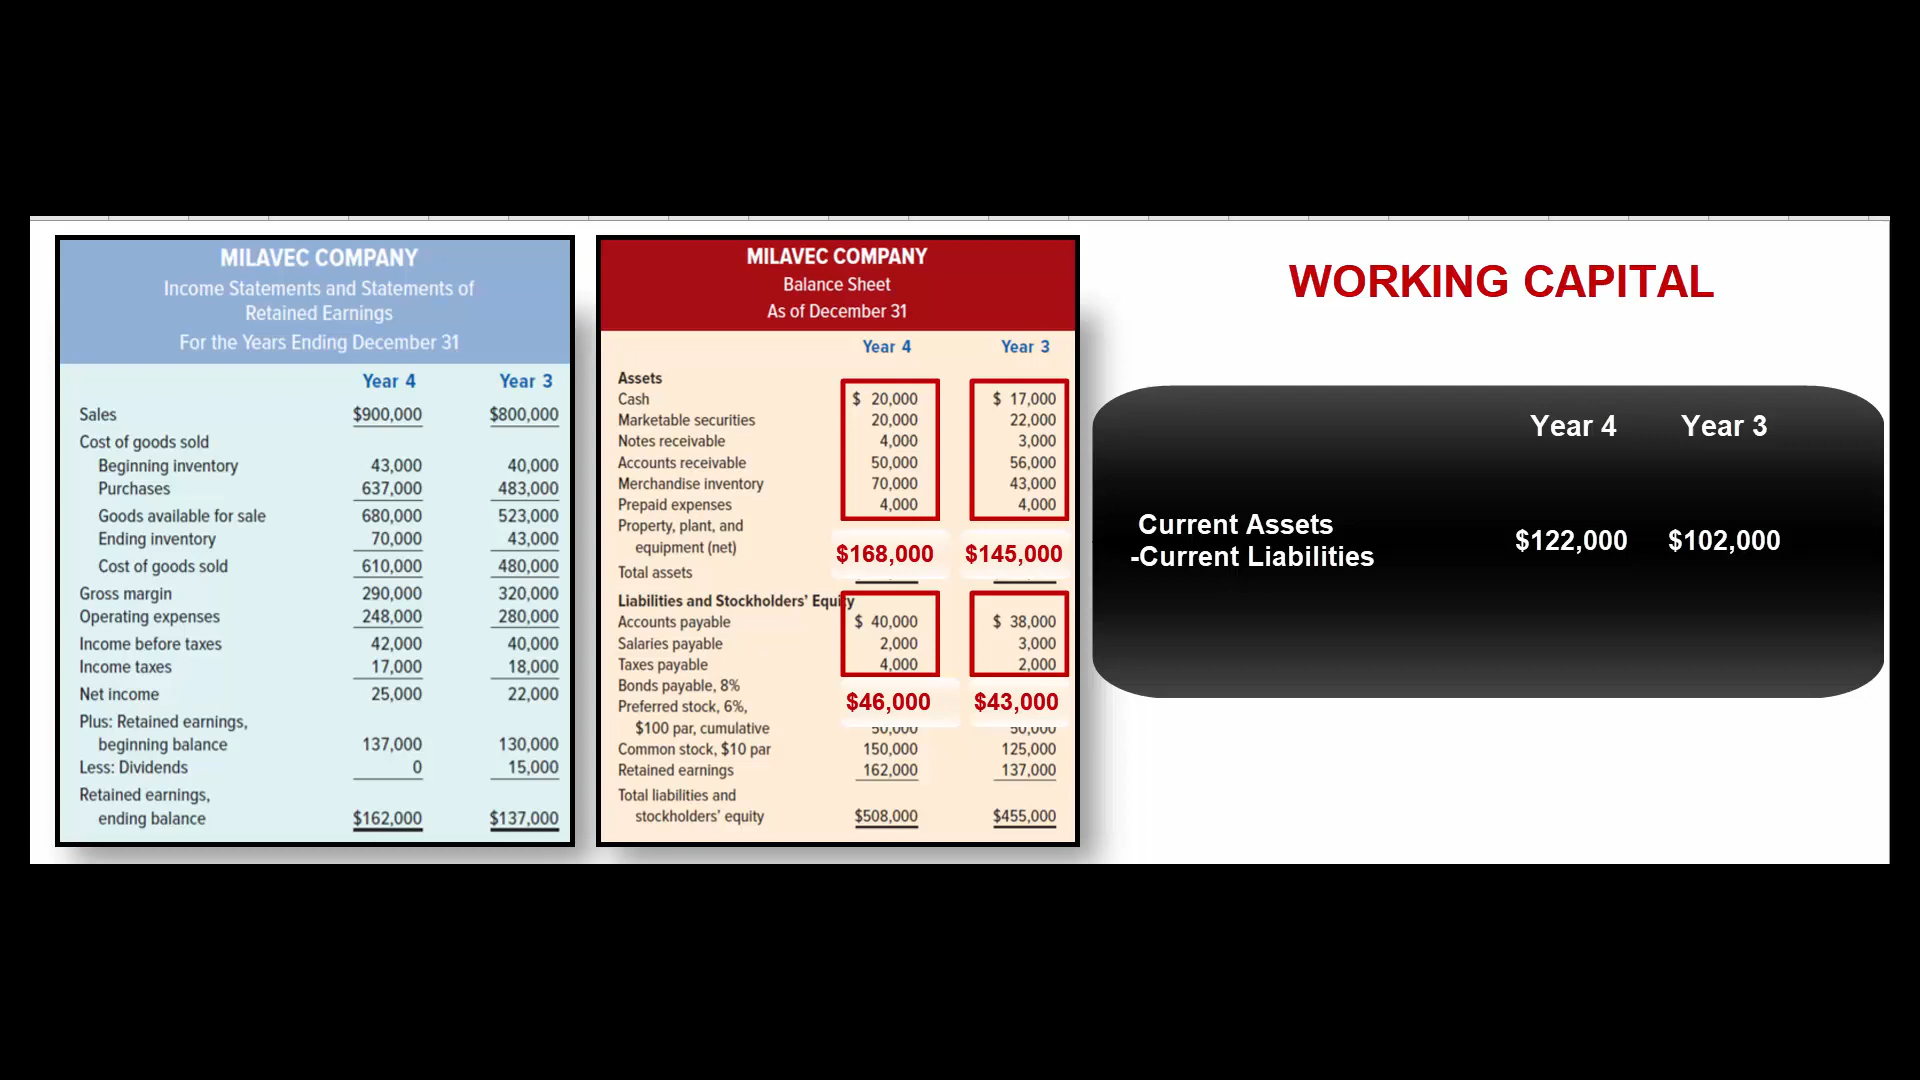 MILAVEC COMPANY
Income Statements and Statements of
Retained Earnings
For the Years Ending December 31
Year 4 Year 3
Sales $900,000 $800,000
Cost of goods sold
Beginning inventory 43,000 40,000
Purchases 637,000 483,000
Goods available for sale 680,000 523,000
Ending inventory 70,000 43,000
Cost of goods sold 610,000 480,000
Gross margin 290,000 320,000
Operating expenses 248,000 280,000
Income before taxes 42,000 40,000
Income taxes 17,000 18,000
Net income 25,000 22,000
Plus: Retained earnings,
beginning balance 137,000 130,000
Less: Dividends 0 15,000
Retained earnings,
ending balance $162,000 $137,000
MILAVEC COMPANY
Balance Sheet
As of December 31
Year 4 Year 3
Assets
Cash $ 20,000 $ 17,000
Marketable securities 20,000 22,000
Notes receivable 4,000 3,000
Accounts receivable 50,000 56,000
Merchandise inventory 70,000 43,000
Prepaid expenses 4,000 4,000
Property, plant, and
equipment (net) $168,000 $145,000
Total assets
Liabilities and Stockholders' Equity
Accounts payable $ 40,000 $ 38,000
Salaries payable 2,000 3,000
Taxes payable 4,000 2,000
Bonds payable, 8%
Preferred stock, 6%, $46,000 $43,000
$100 par, cumulative 50,000 50,000
Common stock, $10 par 150,000 125,000
Retained earnings 162,000 137,000
Total liabilities and
stockholders' equity $508,000 $455,000
WORKING CAPITAL
Year 4 Year 3
Current Assets
-Current Liabilities $122,000 $102,000